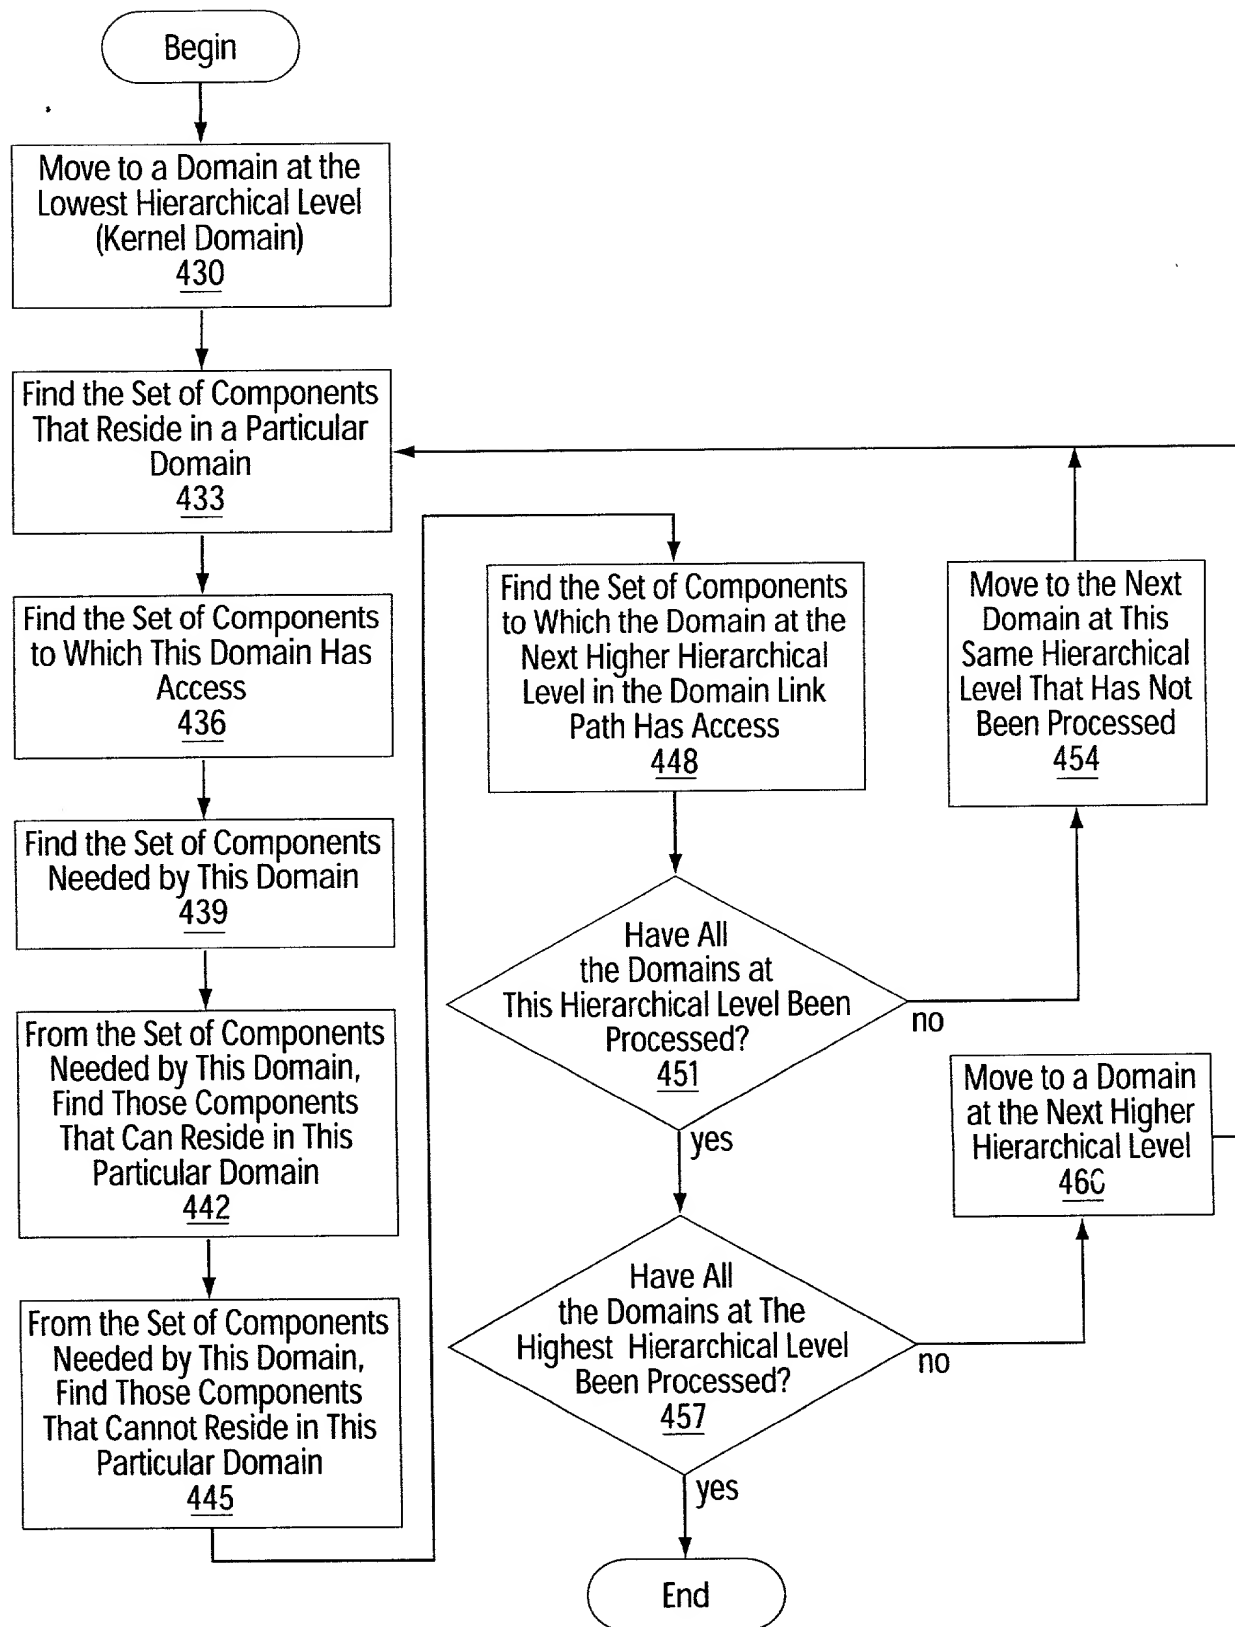 Begin
Move to a Domain at the
Lowest Hierarchical Level
(Kernel Domain)
430
Find the Set of Components
That Reside in a Particular
Domain
433
Find the Set of Components
to Which This Domain Has
Access
436
Find the Set of Components
Needed by This Domain
439
From the Set of Components
Needed by This Domain,
Find Those Components
That Can Reside in This
Particular Domain
442
From the Set of Components
Needed by This Domain,
Find Those Components
That Cannot Reside in This
Particular Domain
445
Find the Set of Components
to Which the Domain at the
Next Higher Hierarchical
Level in the Domain Link
Path Has Access
448
Have All
the Domains at
This Hierarchical Level Been
Processed?
451
no
yes
Move to the Next
Domain at This
Same Hierarchical
Level That Has Not
Been Processed
454
Have All
the Domains at The
Highest Hierarchical Level
Been Processed?
457
no
yes
Move to a Domain
at the Next Higher
Hierarchical Level
460
End